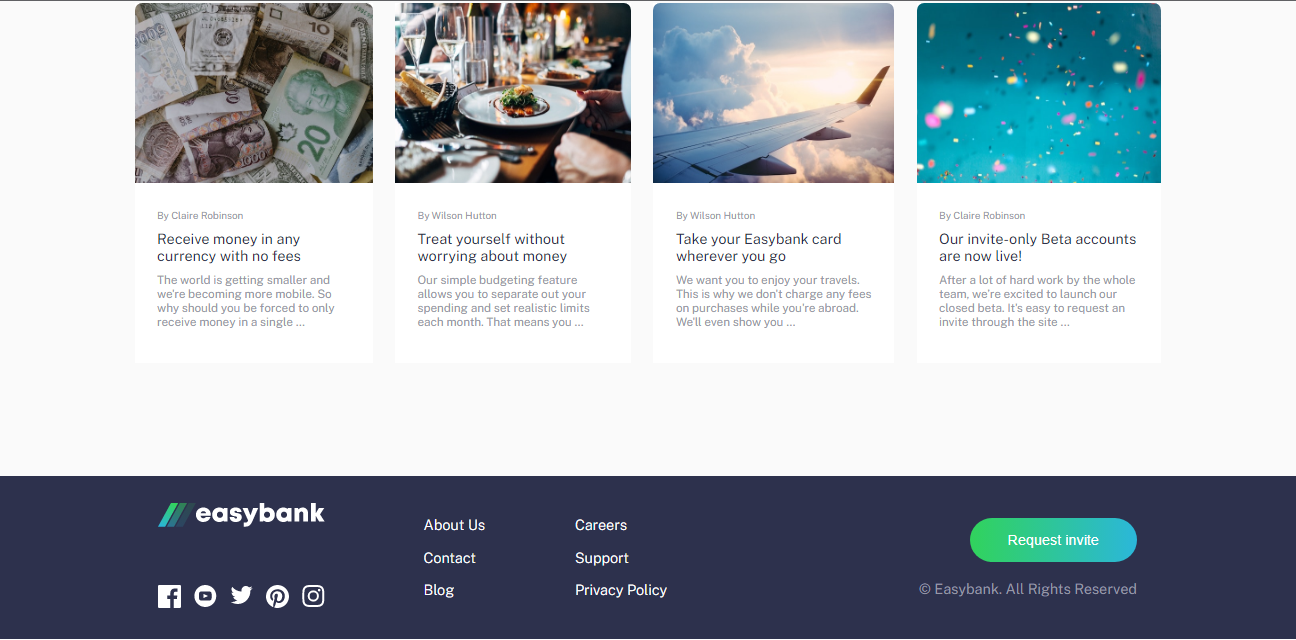 10
20
1000
By Claire Robinson
Receive money in any
currency with no fees
The world is getting smaller and
we're becoming more mobile. So
why should you be forced to only
receive money in a single ...
By Wilson Hutton
Treat yourself without
worrying about money
Our simple budgeting feature
allows you to separate out your
spending and set realistic limits
each month. That means you ...
By Wilson Hutton
Take your Easybank card
wherever you go
We want you to enjoy your travels.
This is why we don't charge any fees
on purchases while you're abroad.
We'll even show you ...
By Claire Robinson
Our invite-only Beta accounts
are now live!
After a lot of hard work by the whole
team, we're excited to launch our
closed beta. It's easy to request an
invite through the site ...
easybank
About Us
Contact
Blog
Careers
Support
Privacy Policy
Request invite
© Easybank. All Rights Reserved